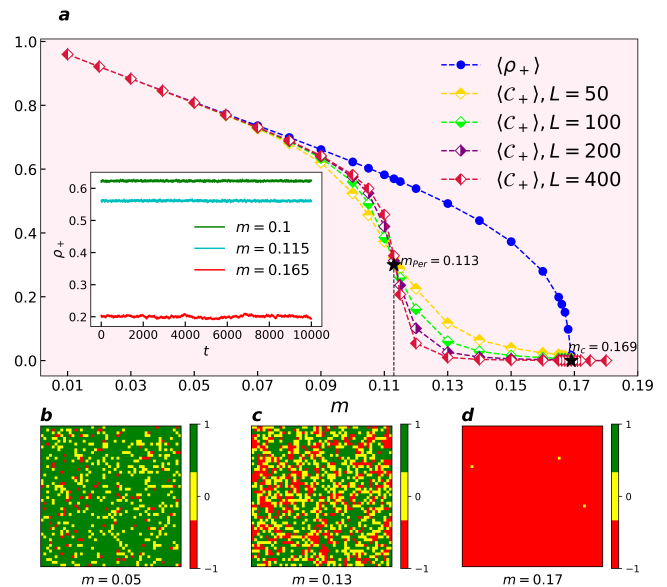 a
1.0
0.8
0.6
0.4
0.2
0.0
⟨ρ₊⟩
⟨𝒞₊⟩, L = 50
⟨𝒞₊⟩, L = 100
⟨𝒞₊⟩, L = 200
⟨𝒞₊⟩, L = 400
0.6
0.5
0.4
0.3
0.2
ρ₊
m = 0.1
m = 0.115
m = 0.165
0 2000 4000 6000 8000 10000
t
m_Per = 0.113
m_c = 0.169
0.01 0.03 0.05 0.07 0.09 0.11 0.13 0.15 0.17 0.19
m
b
1
0
−1
m = 0.05
c
1
0
−1
m = 0.13
d
1
0
−1
m = 0.17